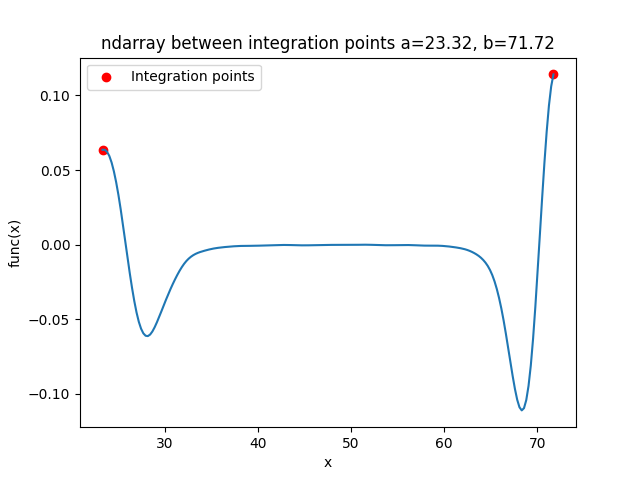 ndarray between integration points a=23.32, b=71.72
Integration points
0.10
0.05
0.00
−0.05
−0.10
func(x)
30 40 50 60 70
x